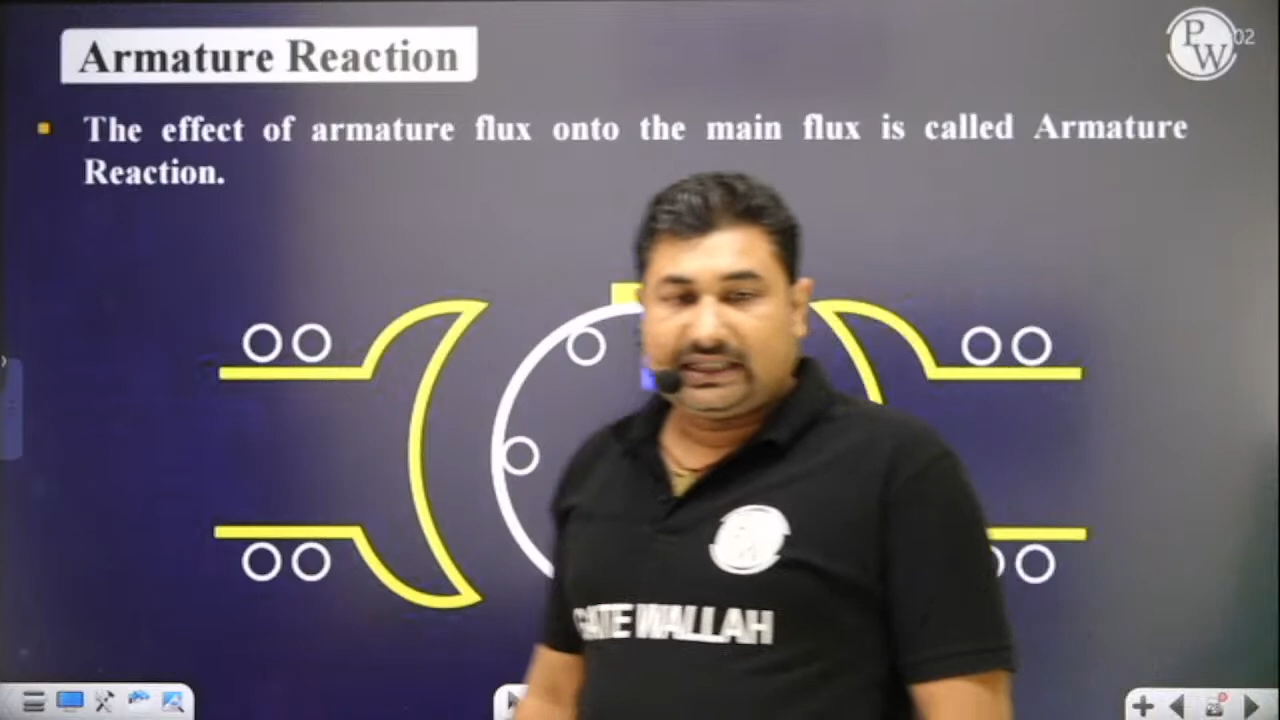 Armature Reaction
PW
02
The effect of armature flux onto the main flux is called Armature
Reaction.
GATE WALLAH